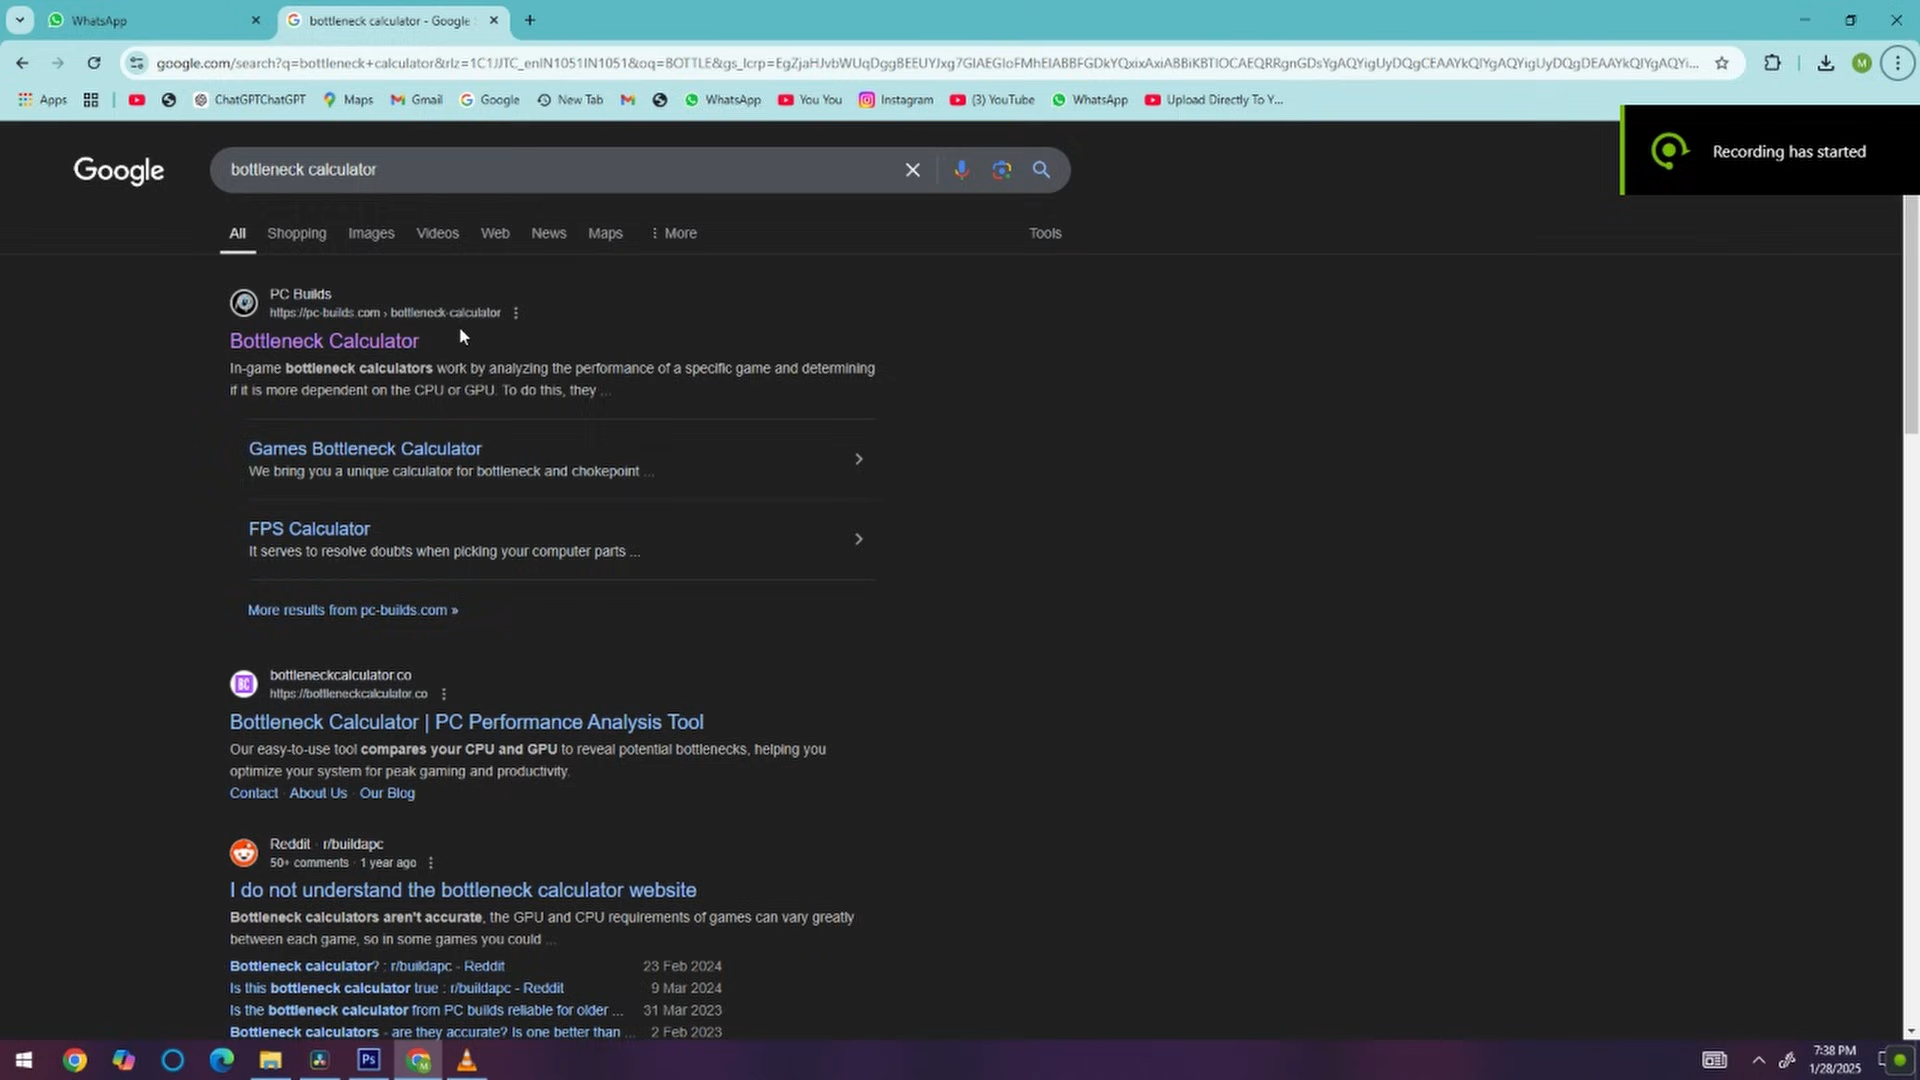 WhatsApp
bottleneck calculator - Google
google.com/search?q=bottleneck+calculator&rlz=1C1JJTC_enIN1051IN1051&oq=BOTTLE&gs_lcrp=
Apps ChatGPTChatGPT Maps Gmail Google New Tab WhatsApp You You Instagram (3) YouTube WhatsApp Upload Directly To Y...
Recording has started
Google
bottleneck calculator
All Shopping Images Videos Web News Maps More Tools
PC Builds
https://pc-builds.com › bottleneck-calculator
Bottleneck Calculator
In-game bottleneck calculators work by analyzing the performance of a specific game and determining
if it is more dependent on the CPU or GPU. To do this, they ...
Games Bottleneck Calculator
We bring you a unique calculator for bottleneck and chokepoint ...
FPS Calculator
It serves to resolve doubts when picking your computer parts ...
More results from pc-builds.com »
BC
bottleneckcalculator.co
https://bottleneckcalculator.co
Bottleneck Calculator | PC Performance Analysis Tool
Our easy-to-use tool compares your CPU and GPU to reveal potential bottlenecks, helping you
optimize your system for peak gaming and productivity.
Contact · About Us · Our Blog
Reddit · r/buildapc
50+ comments · 1 year ago
I do not understand the bottleneck calculator website
Bottleneck calculators aren't accurate, the GPU and CPU requirements of games can vary greatly
between each game, so in some games you could ...
Bottleneck calculator? : r/buildapc - Reddit 23 Feb 2024
Is this bottleneck calculator true : r/buildapc - Reddit 9 Mar 2024
Is the bottleneck calculator from PC builds reliable for older ... 31 Mar 2023
Bottleneck calculators - are they accurate? Is one better than ... 2 Feb 2023
M
Ps
7:38 PM
1/28/2025